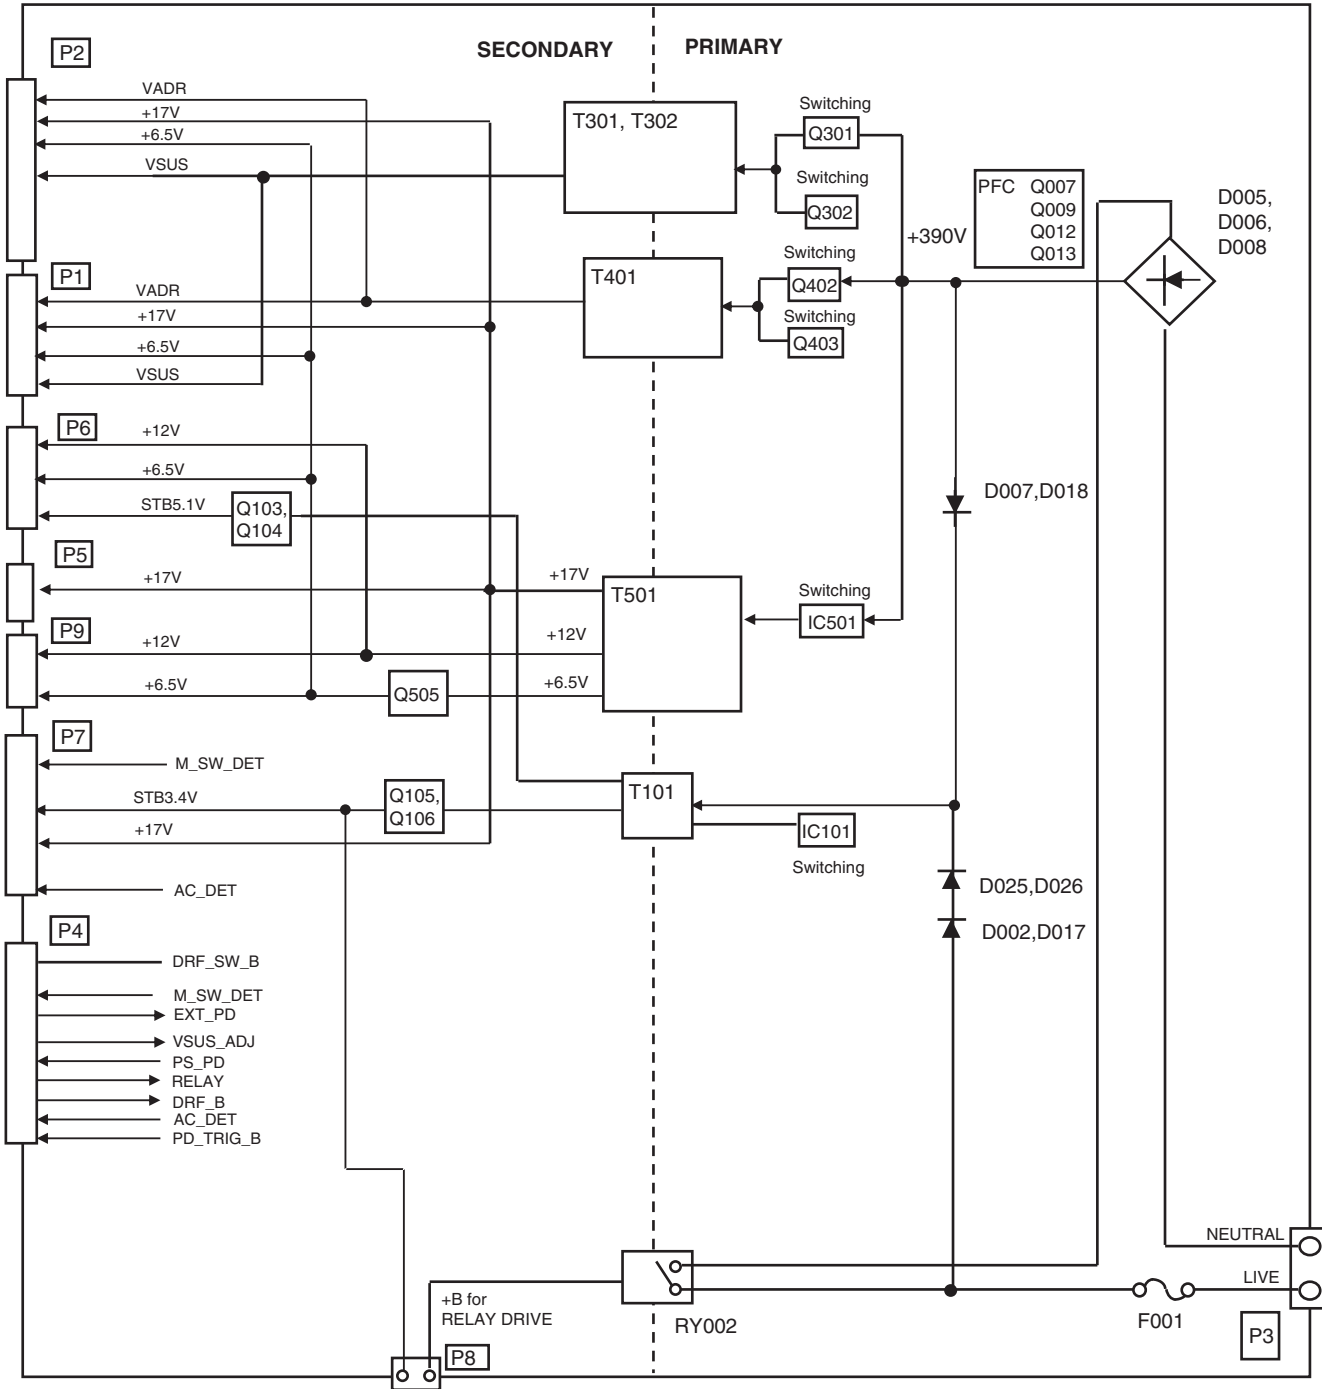 P2
SECONDARY
PRIMARY
VADR
+17V
+6.5V
VSUS
T301, T302
Switching
Q301
Switching
Q302
PFC Q007
Q009
Q012
Q013
D005,
D006,
D008
+390V
P1
VADR
+17V
+6.5V
VSUS
T401
Switching
Q402
Switching
Q403
P6
+12V
+6.5V
STB5.1V
Q103,
Q104
D007,D018
P5
+17V
+17V
T501
Switching
IC501
P9
+12V
+12V
+6.5V
Q505
+6.5V
P7
M_SW_DET
STB3.4V
Q105,
Q106
T101
+17V
IC101
Switching
AC_DET
D025,D026
D002,D017
P4
DRF_SW_B
M_SW_DET
EXT_PD
VSUS_ADJ
PS_PD
RELAY
DRF_B
AC_DET
PD_TRIG_B
NEUTRAL
LIVE
+B for
RELAY DRIVE
RY002
F001
P3
P8